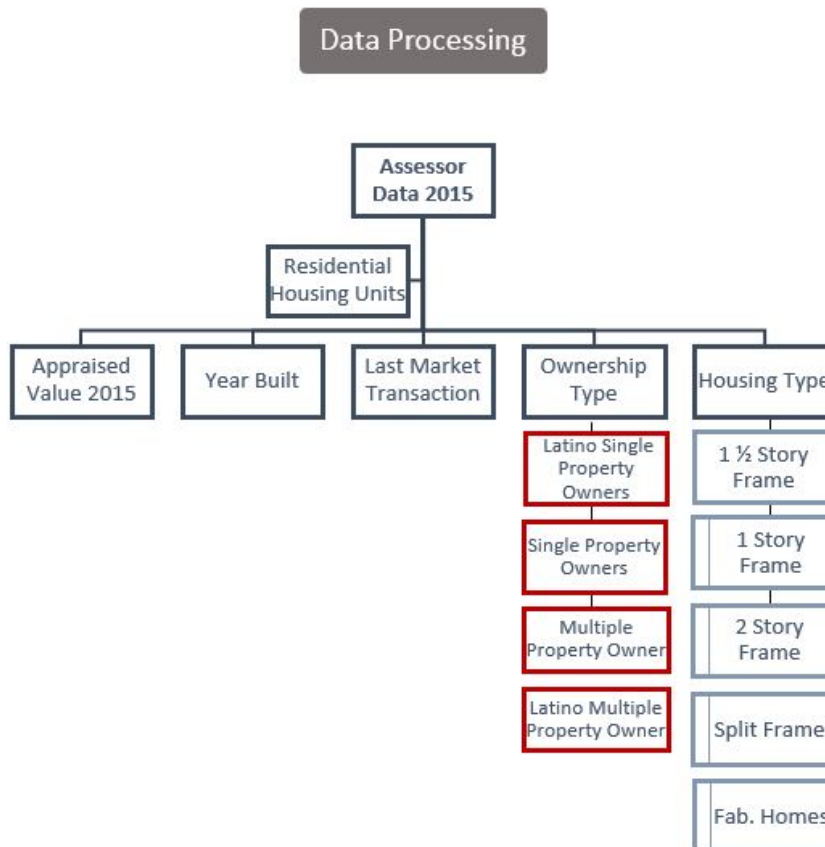 Data Processing
Assessor
Data 2015
Residential
Housing Units
Appraised
Value 2015
Year Built
Last Market
Transaction
Ownership
Type
Housing Type
Latino Single
Property
Owners
Single Property
Owners
Multiple
Property Owner
Latino Multiple
Property Owner
1 ½ Story
Frame
1 Story
Frame
2 Story
Frame
Split Frame
Fab. Homes